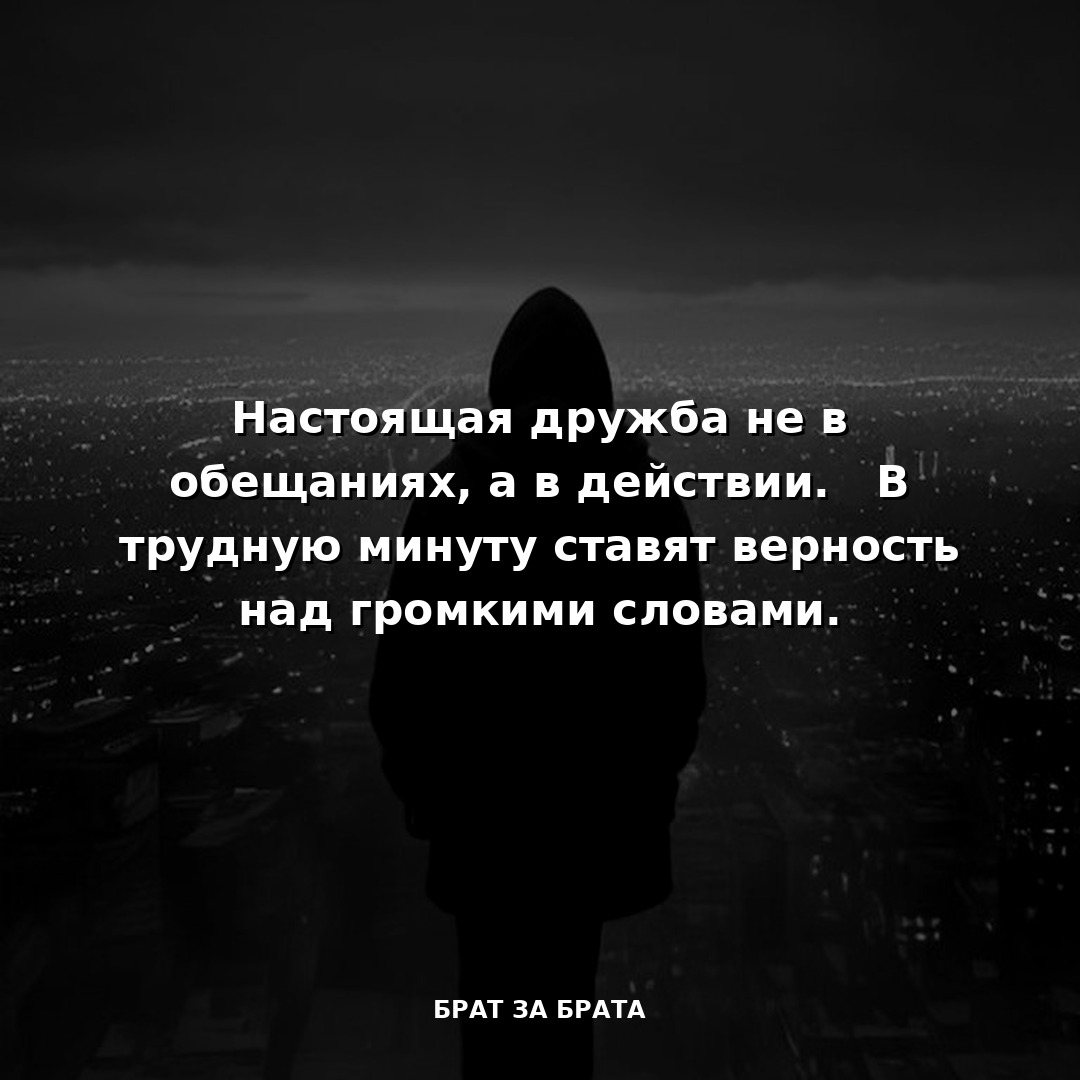 Настоящая дружба не в
обещаниях, а в действии.   В
трудную минуту ставят верность
над громкими словами.
БРАТ ЗА БРАТА